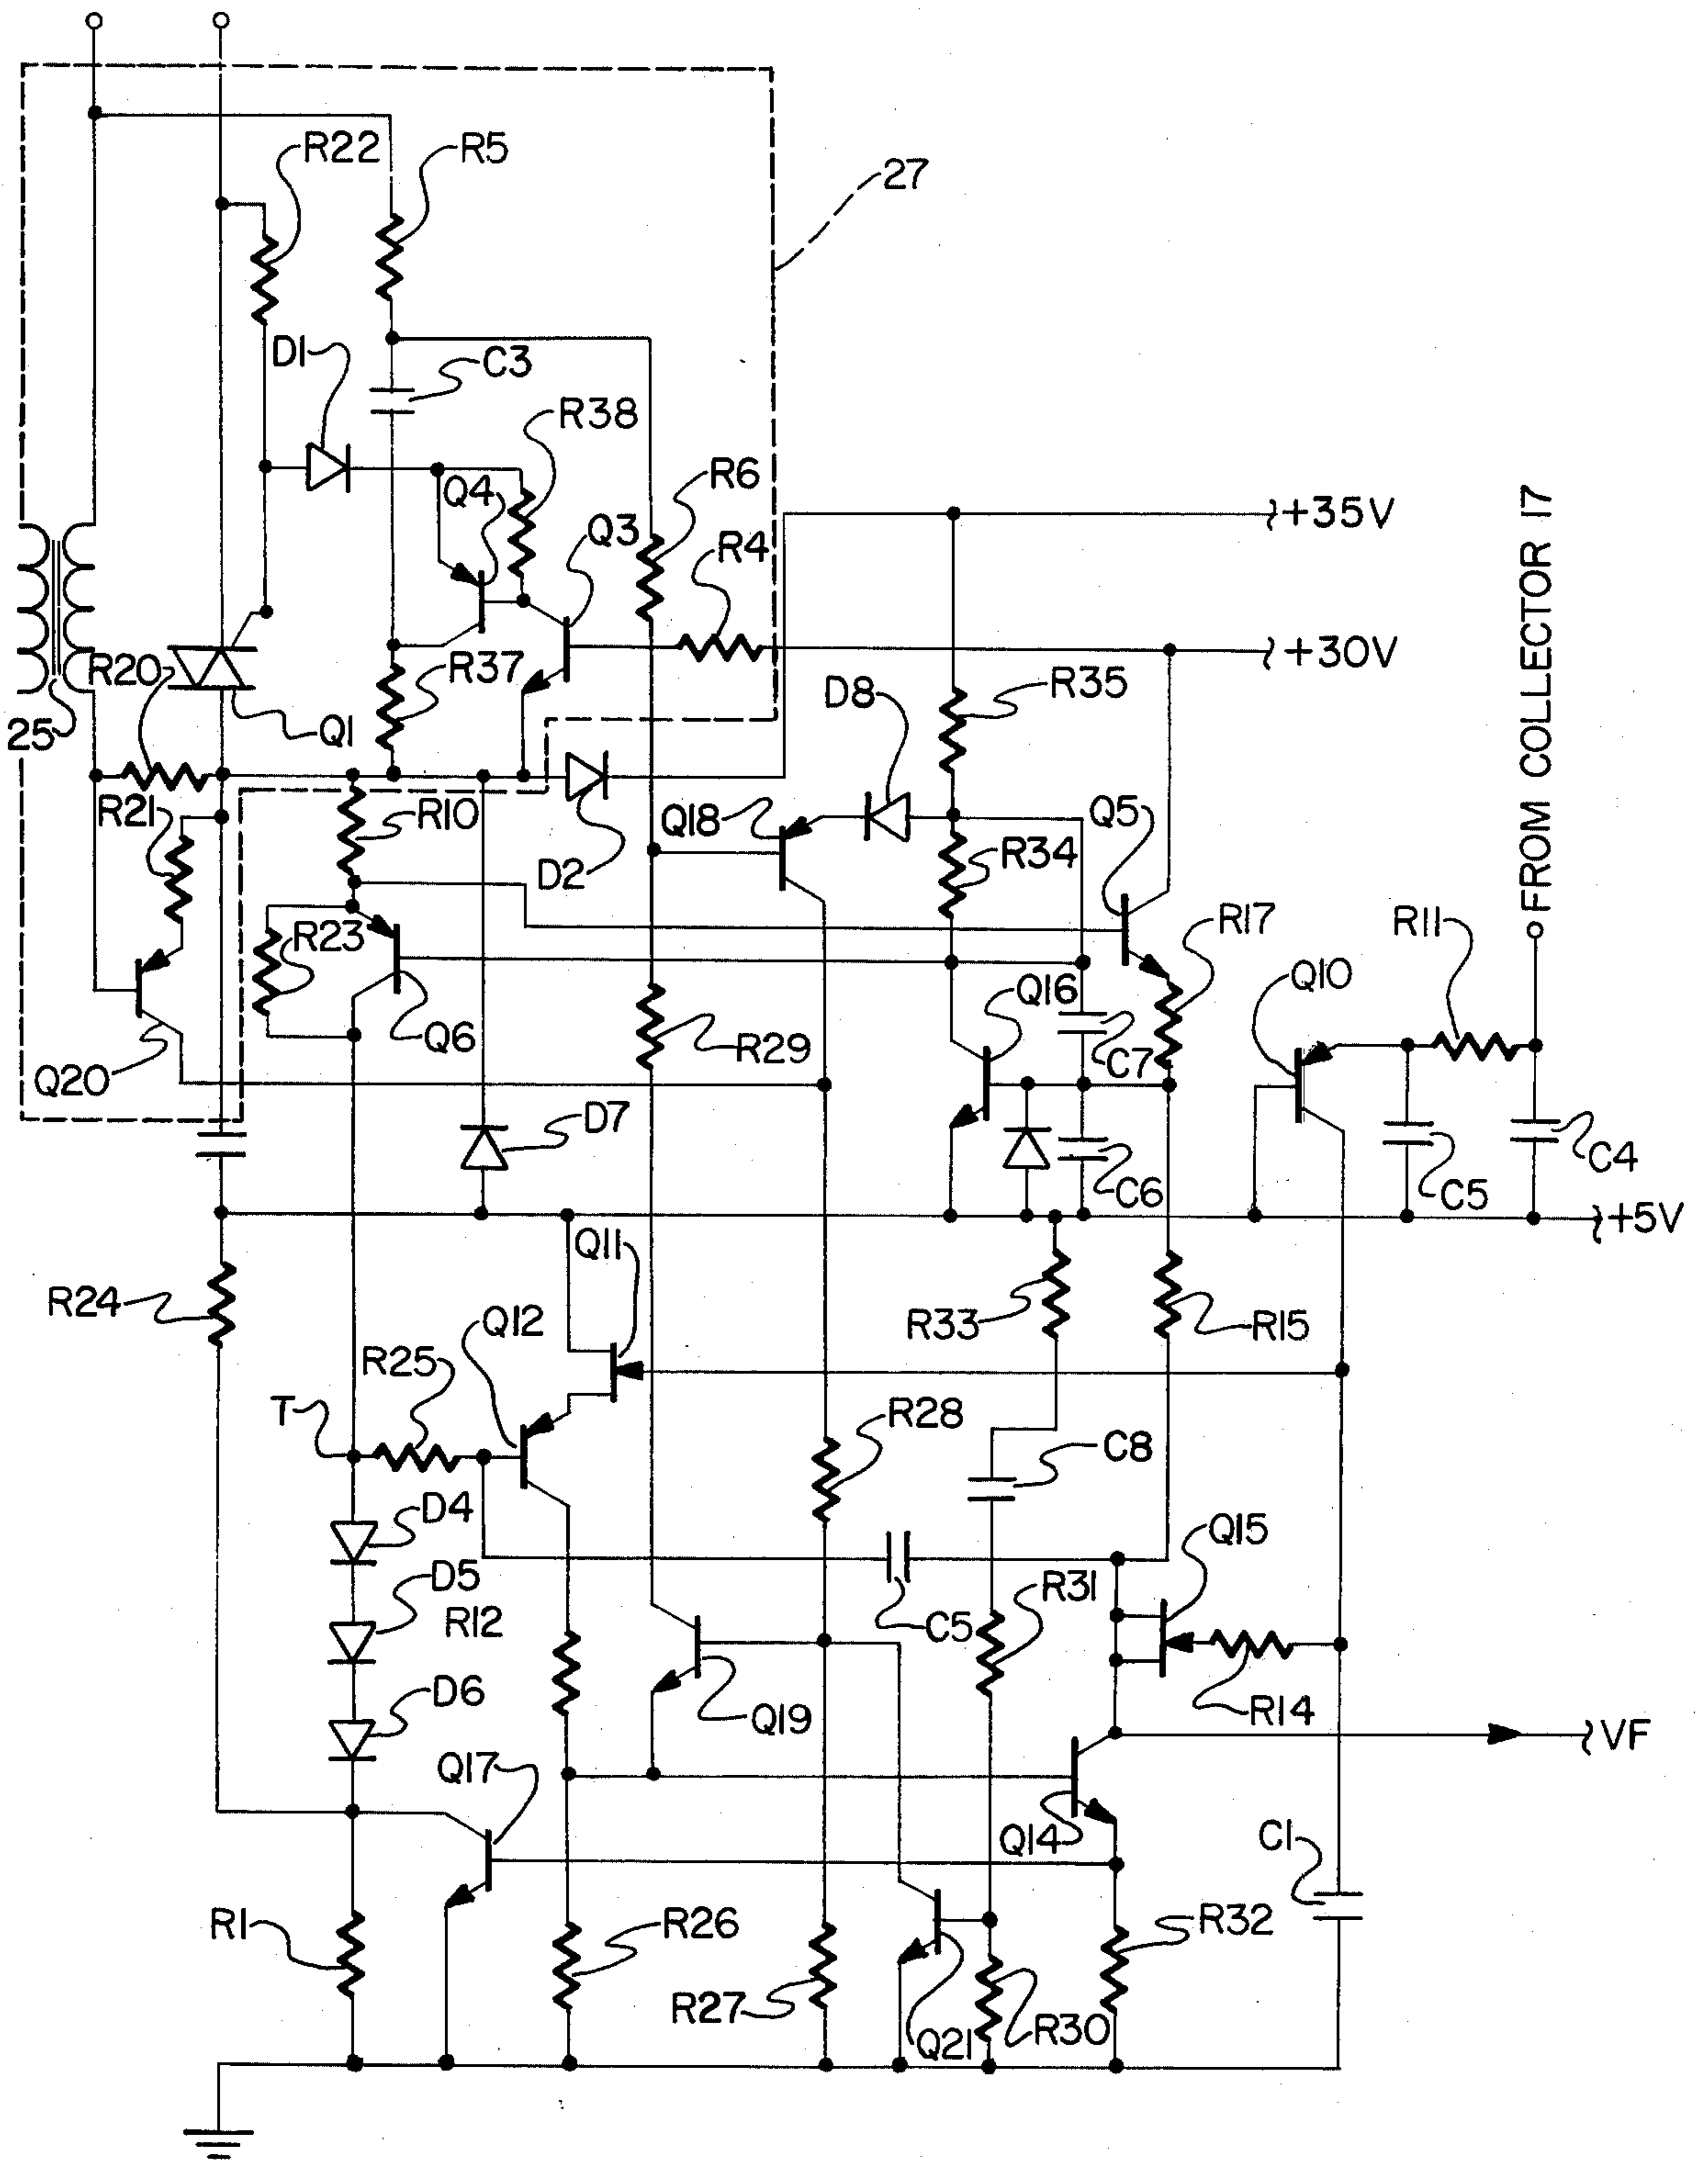 R22
R5
27
D1
C3
R38
Q4
R6
Q3
R4
+35V
+30V
FROM COLLECTOR 17
R20
R37
R35
D8
25
Q1
R21
R10
Q18
Q5
R34
D2
R11
R17
R23
Q10
Q16
Q6
R29
C7
Q20
D7
C4
C6
C5
+5V
Q11
R24
Q12
R33
R15
R25
T
R28
C8
D4
Q15
D5
R31
R12
C5
D6
R14
Q19
VF
Q17
Q14
C1
R1
R26
R32
R27
Q21
R30